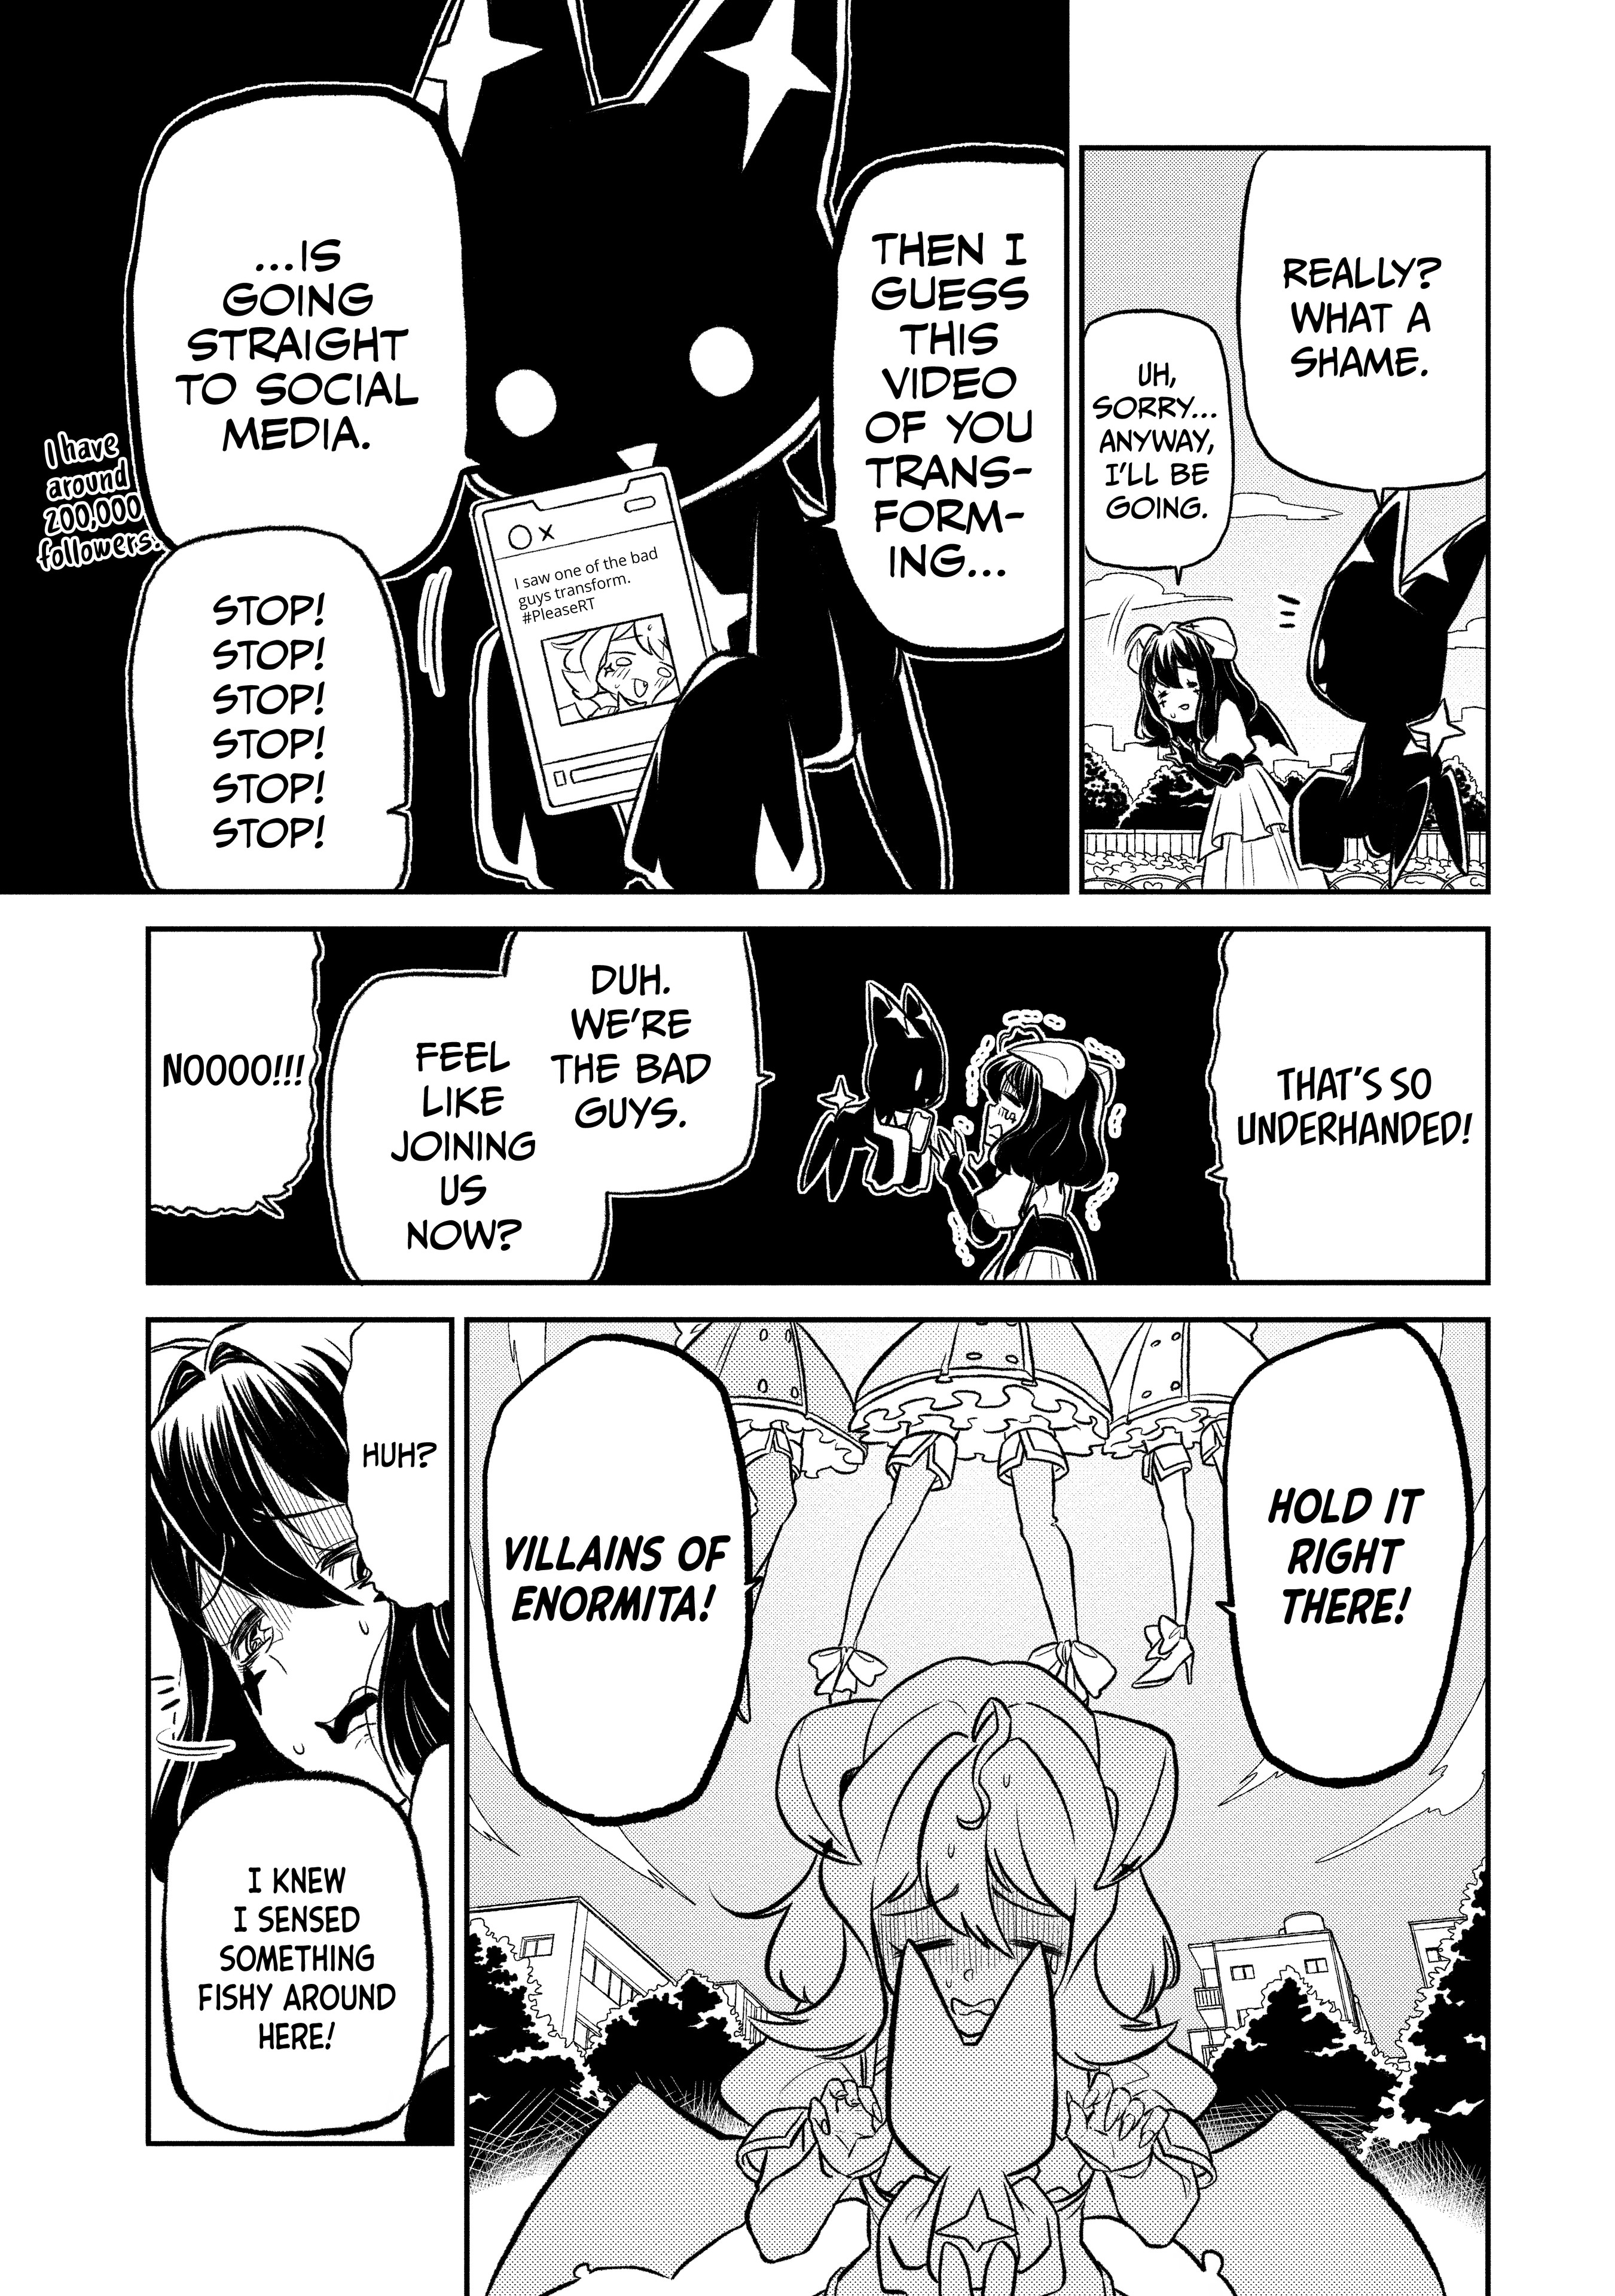 REALLY?
WHAT A
SHAME.
UH,
SORRY...
ANYWAY,
I'LL BE
GOING.
THEN I
GUESS
THIS
VIDEO
OF YOU
TRANS-
FORM-
ING...
...IS
GOING
STRAIGHT
TO SOCIAL
MEDIA.
I have
around
200,000
followers.
I saw one of the bad
guys transform.
#PleaseRT
STOP!
STOP!
STOP!
STOP!
STOP!
STOP!
THAT'S SO
UNDERHANDED!
DUH.
WE'RE
THE BAD
GUYS.
FEEL
LIKE
JOINING
US
NOW?
NOOOO!!!
HOLD IT
RIGHT
THERE!
VILLAINS OF
ENORMITA!
HUH?
I KNEW
I SENSED
SOMETHING
FISHY AROUND
HERE!